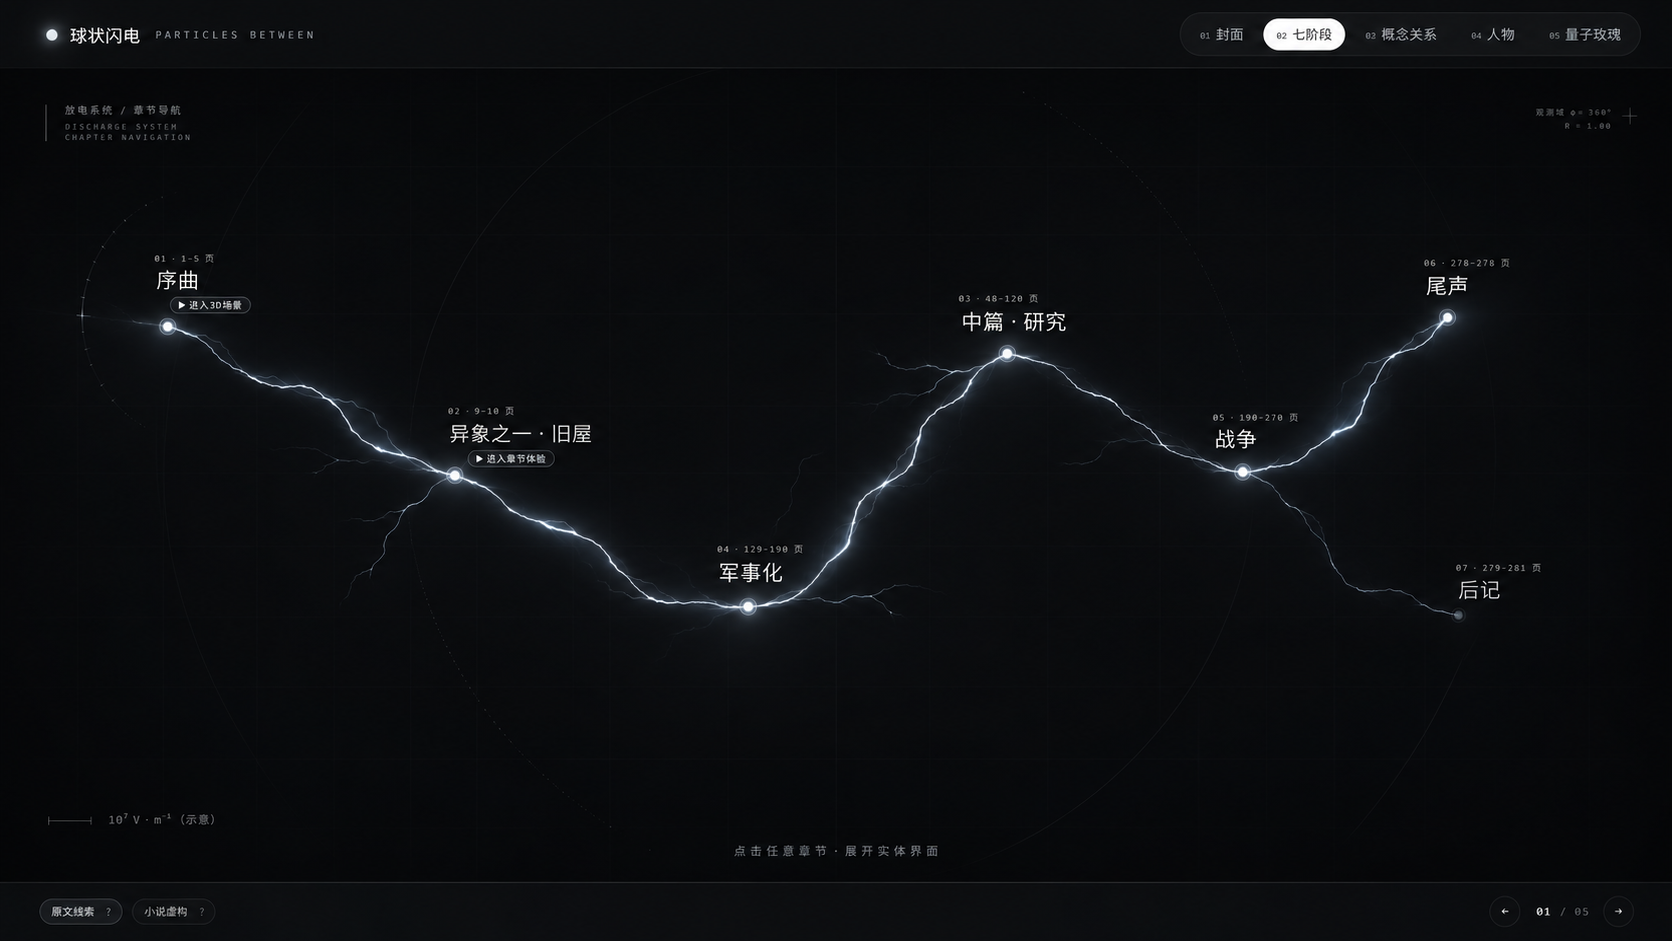 球状闪电 PARTICLES BETWEEN
01 封面
02 七阶段
03 概念关系
04 人物
05 量子玫瑰
放电系统 / 章节导航
DISCHARGE SYSTEM
CHAPTER NAVIGATION
观测域 φ= 360°
R = 1.00
01 · 1-5 页
序曲
▶ 进入3D场景
02 · 9-10 页
异象之一 · 旧屋
▶ 进入章节体验
03 · 48-120 页
中篇 · 研究
04 · 129-190 页
军事化
05 · 190-270 页
战争
06 · 278-278 页
尾声
07 · 279-281 页
后记
10⁷ V · m⁻¹ (示意)
点击任意章节 · 展开实体界面
原文线索 ?
小说虚构 ?
← 01 / 05 →